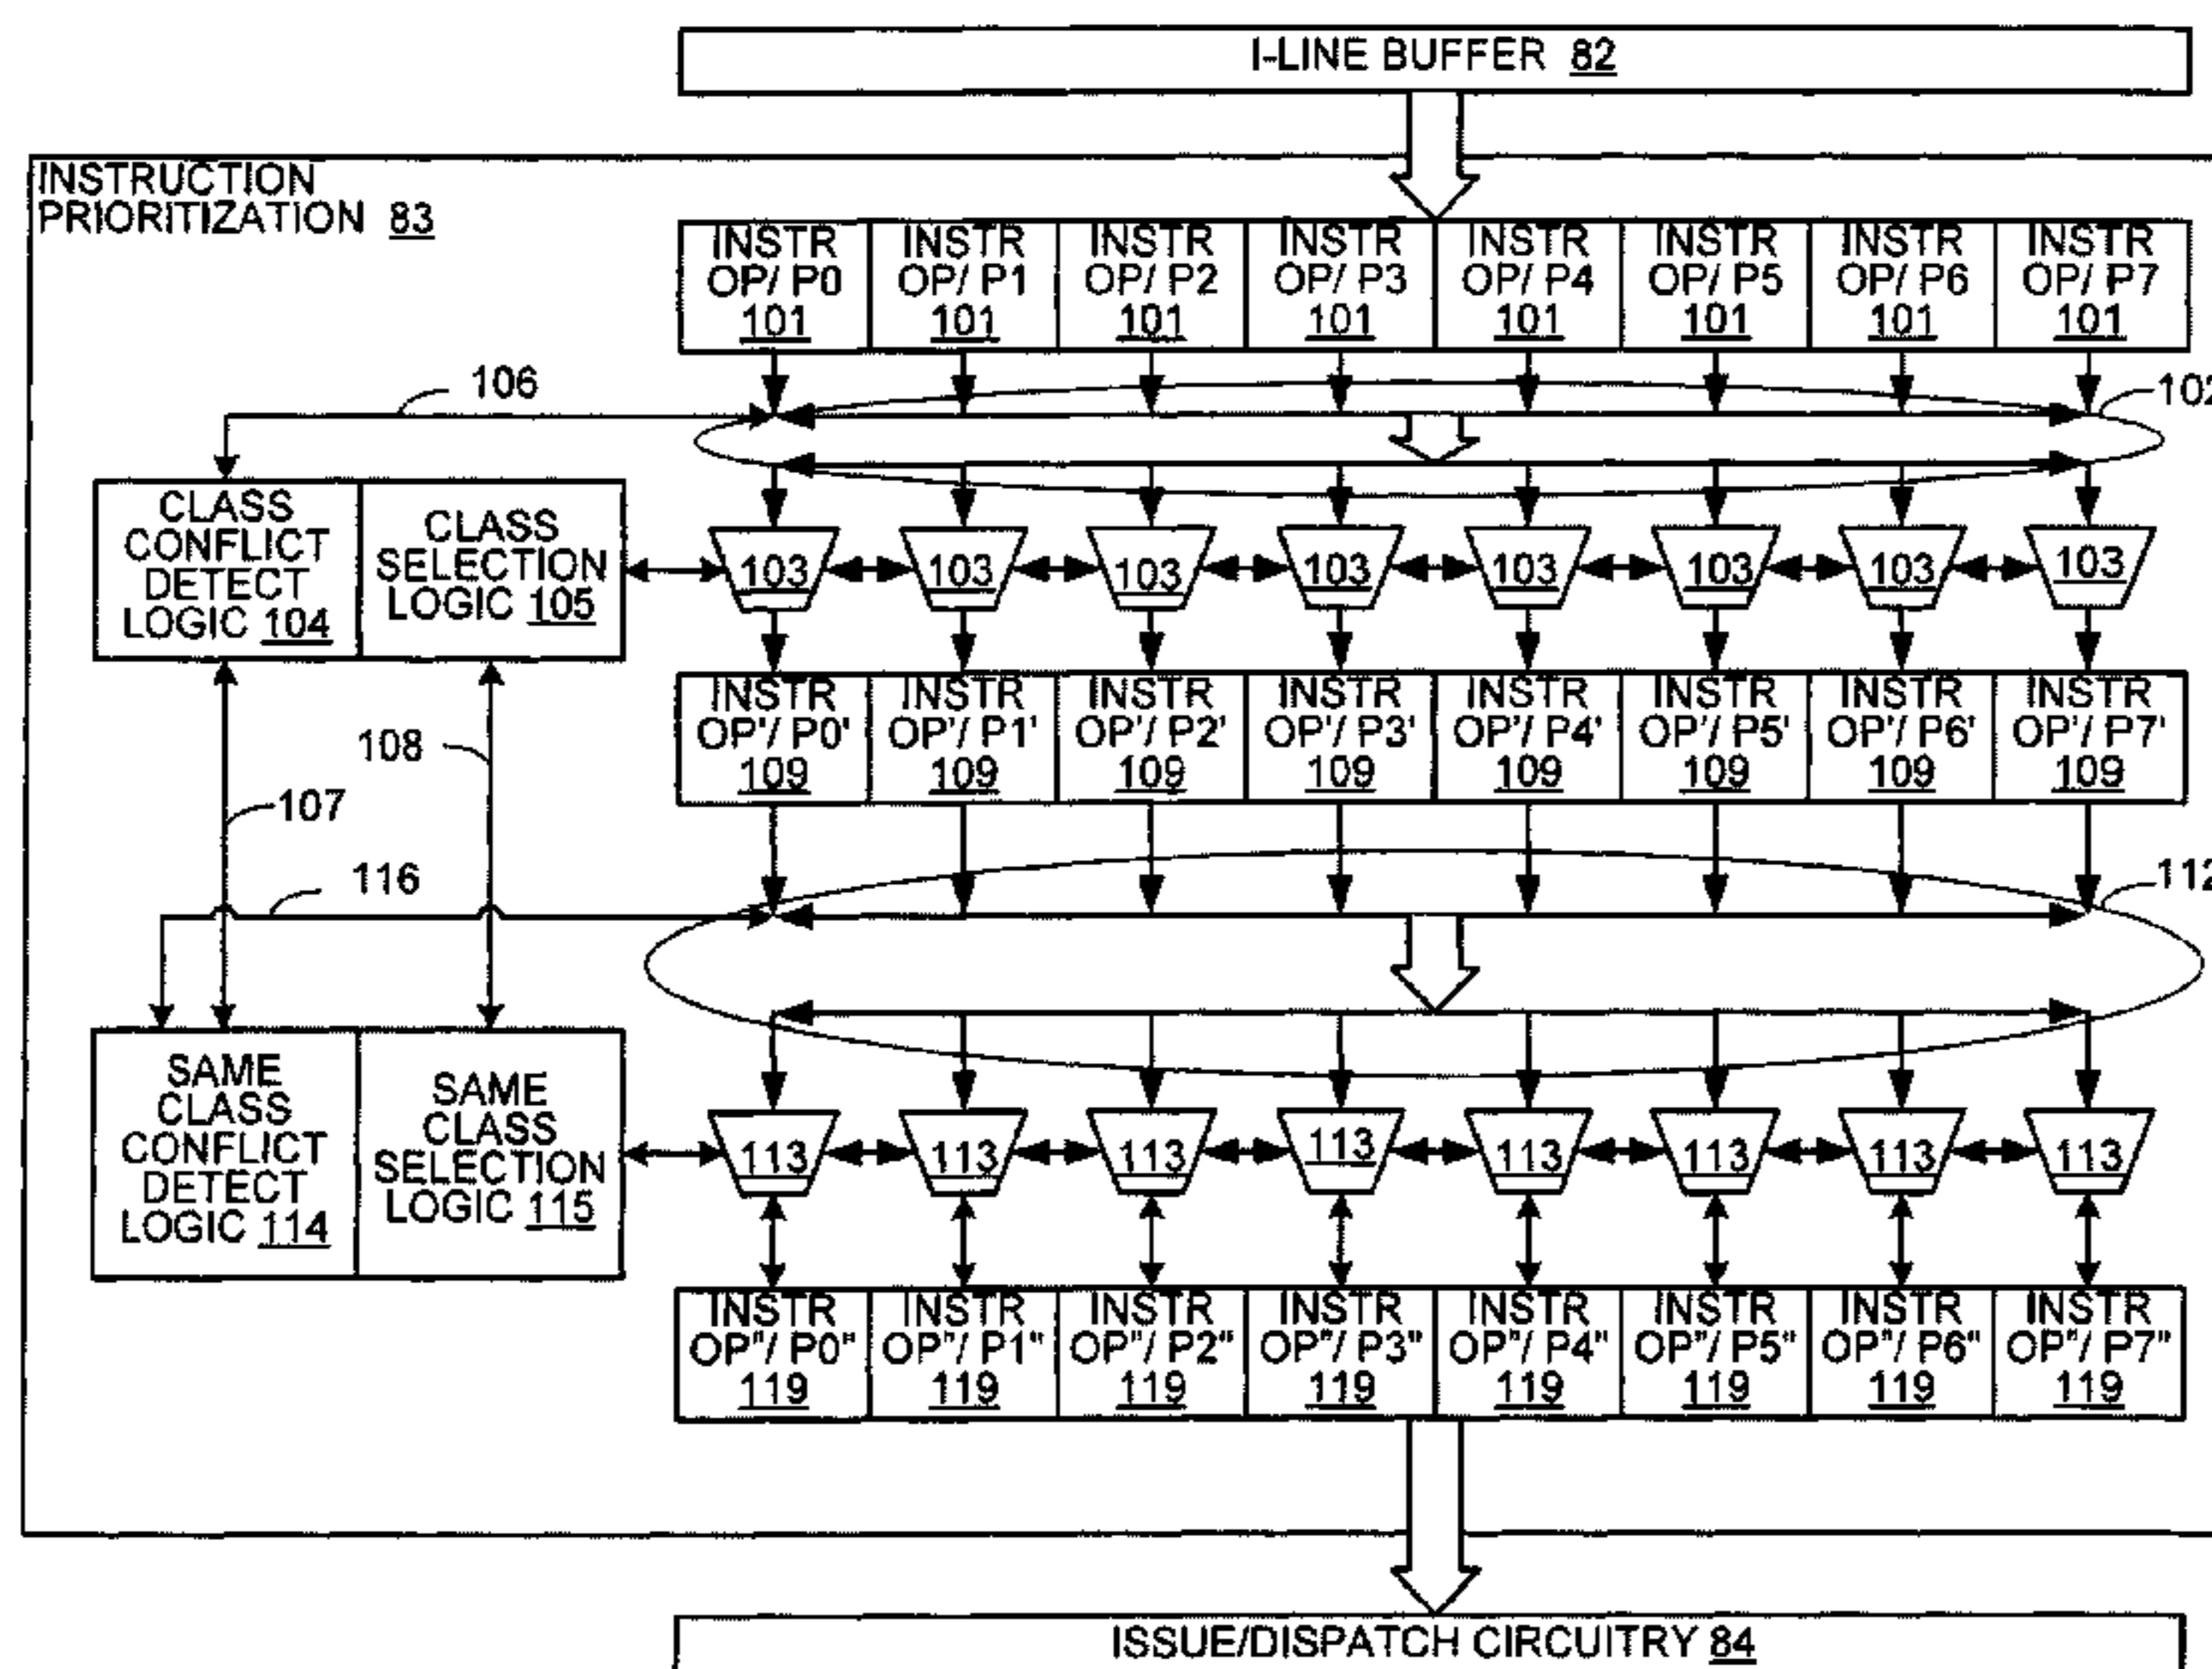 I-LINE BUFFER 82
INSTRUCTION
PRIORITIZATION 83
INSTR OP/ P0 101
INSTR OP/ P1 101
INSTR OP/ P2 101
INSTR OP/ P3 101
INSTR OP/ P4 101
INSTR OP/ P5 101
INSTR OP/ P6 101
INSTR OP/ P7 101
106
102
CLASS
CONFLICT
DETECT
LOGIC 104
CLASS
SELECTION
LOGIC 105
103 103 103 103 103 103 103 103
INSTR OP'/ P0' 109
INSTR OP'/ P1' 109
INSTR OP'/ P2' 109
INSTR OP'/ P3' 109
INSTR OP'/ P4' 109
INSTR OP'/ P5' 109
INSTR OP'/ P6' 109
INSTR OP'/ P7' 109
108
107
116
112
SAME
CLASS
CONFLICT
DETECT
LOGIC 114
SAME
CLASS
SELECTION
LOGIC 115
113 113 113 113 113 113 113 113
INSTR OP"/ P0" 119
INSTR OP"/ P1" 119
INSTR OP"/ P2" 119
INSTR OP"/ P3" 119
INSTR OP"/ P4" 119
INSTR OP"/ P5" 119
INSTR OP"/ P6" 119
INSTR OP"/ P7" 119
ISSUE/DISPATCH CIRCUITRY 84